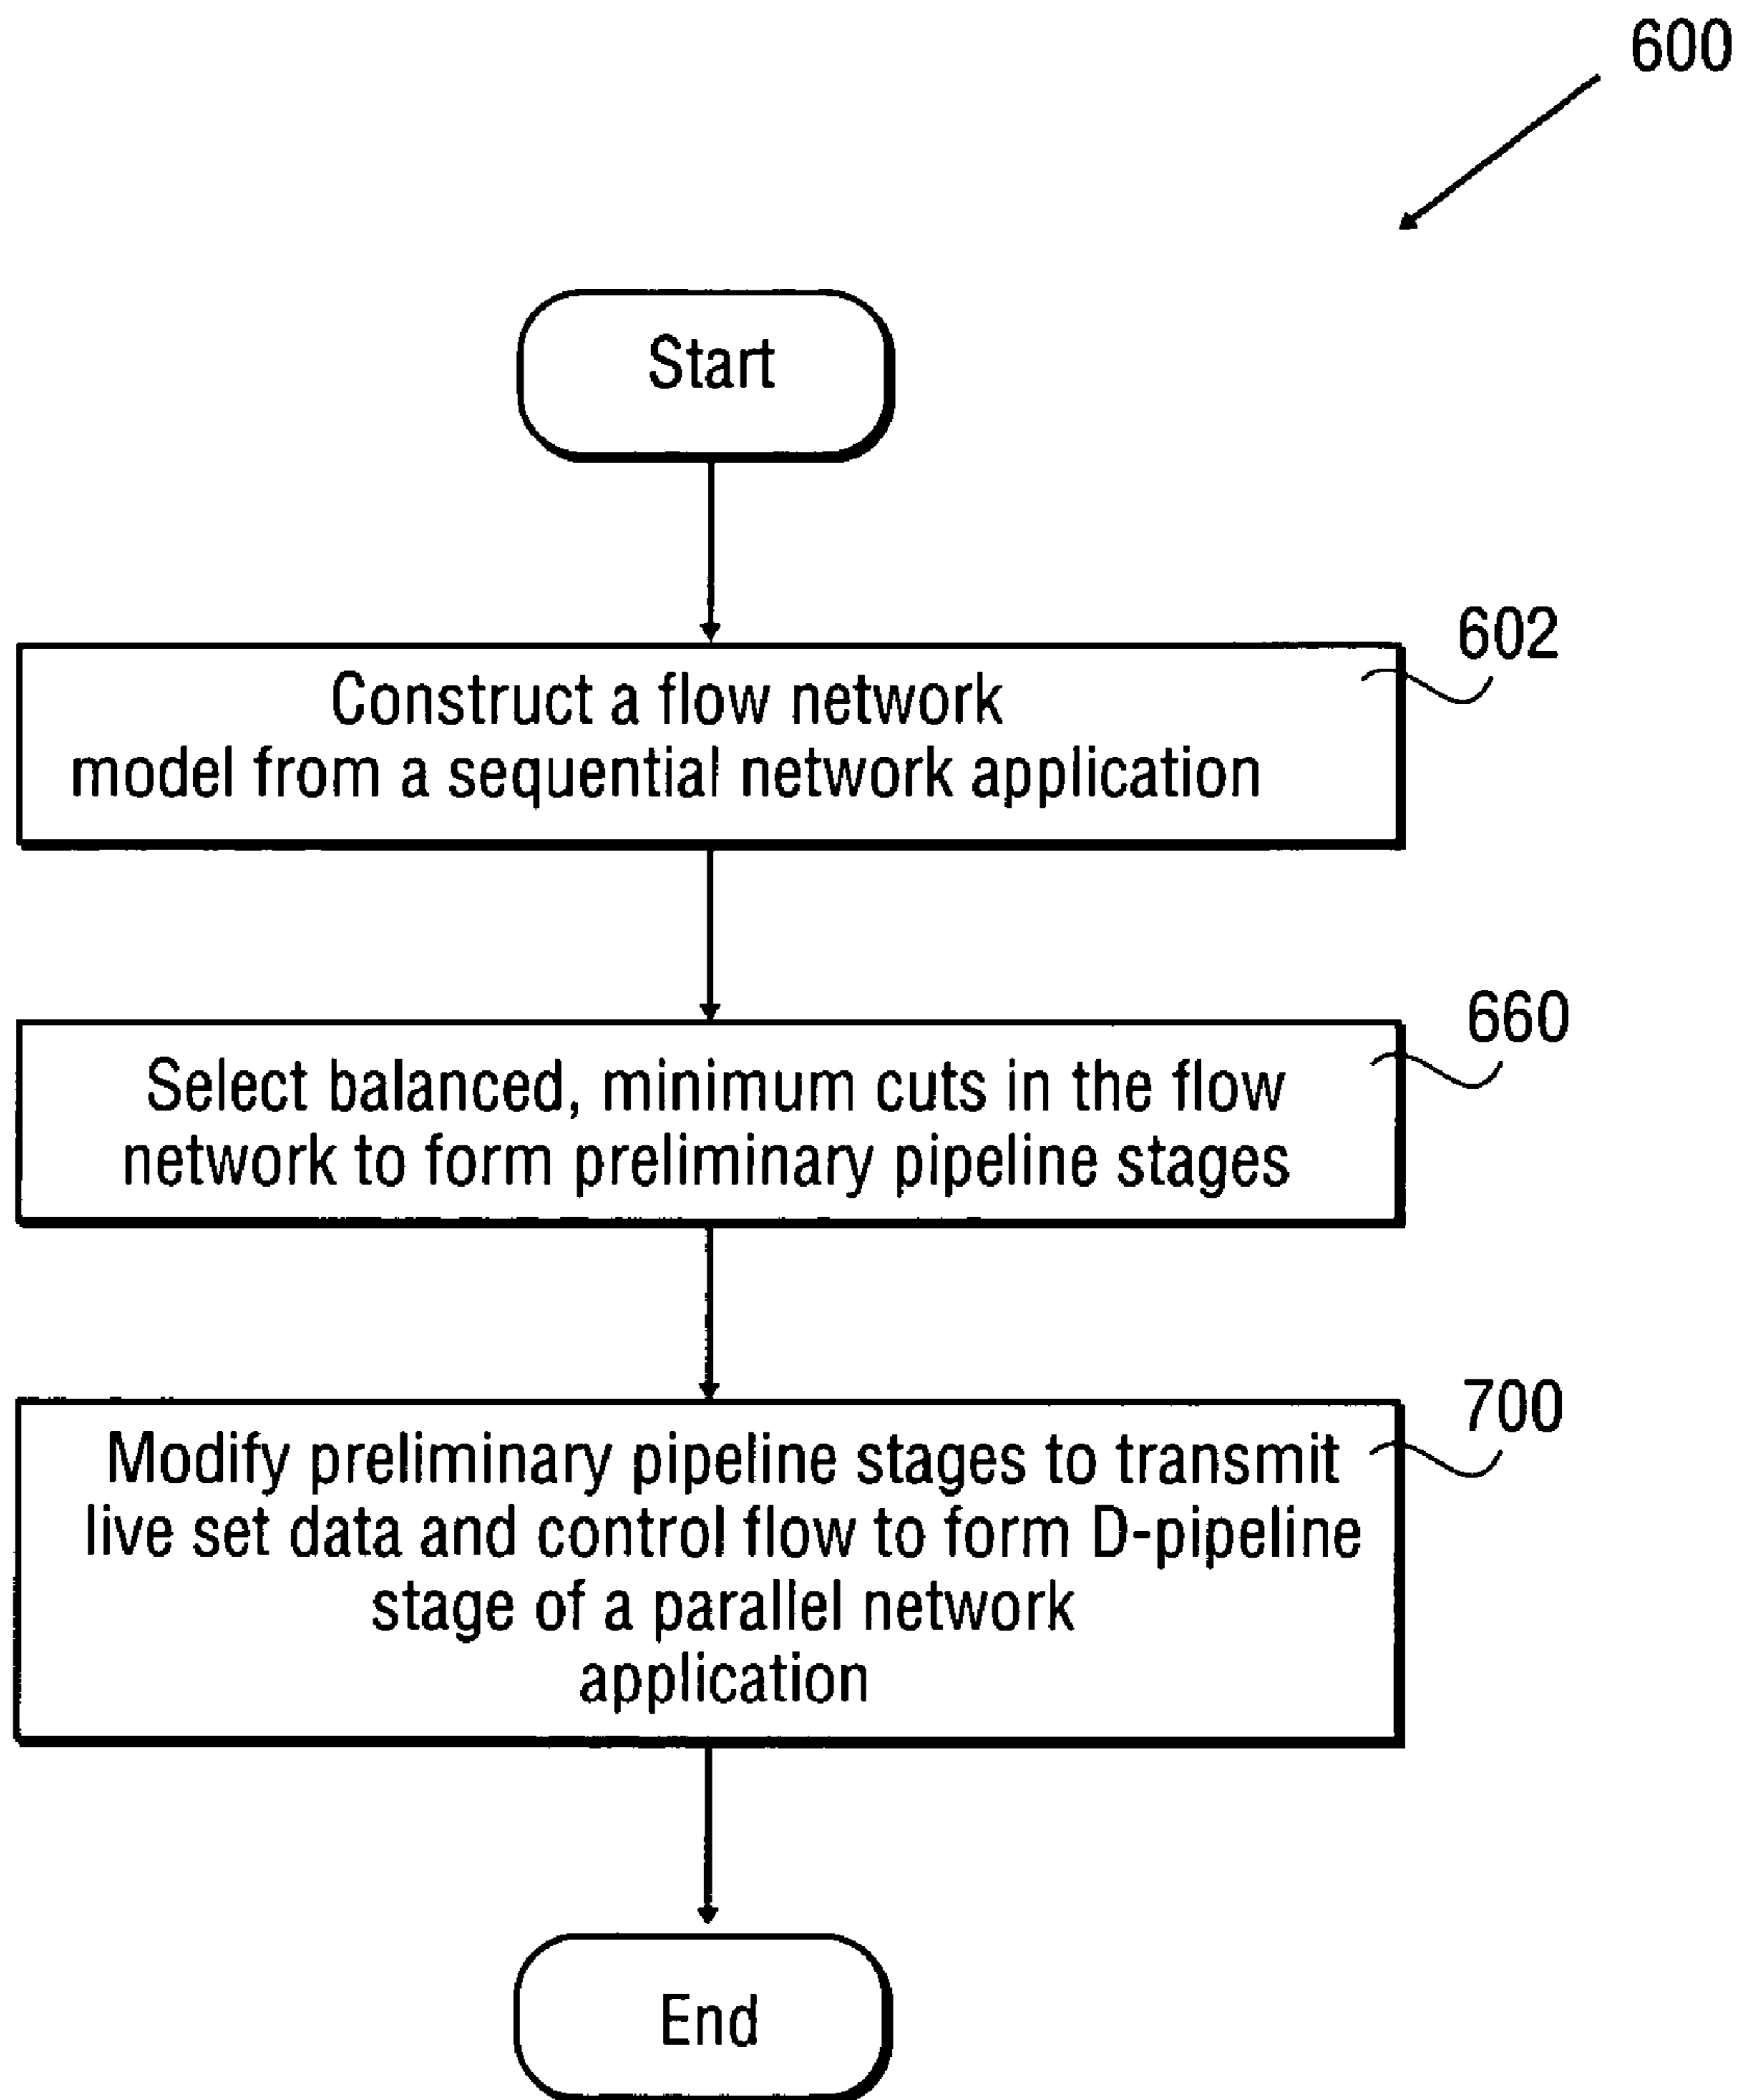 600
Start
602
Construct a flow network
model from a sequential network application
660
Select balanced, minimum cuts in the flow
network to form preliminary pipeline stages
700
Modify preliminary pipeline stages to transmit
live set data and control flow to form D-pipeline
stage of a parallel network
application
End